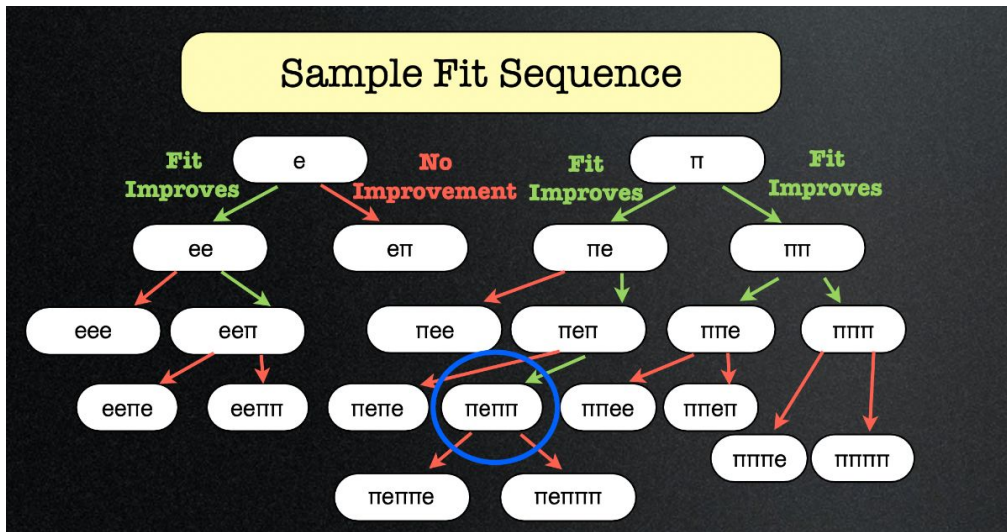 Sample Fit Sequence
e
π
Fit
Improves
No
Improvement
Fit
Improves
Fit
Improves
ee
eπ
πe
ππ
eee
eeπ
πee
πeπ
ππe
πππ
eeπe
eeππ
πeπe
πeππ
ππee
ππeπ
πππe
ππππ
πeππe
πeπππ